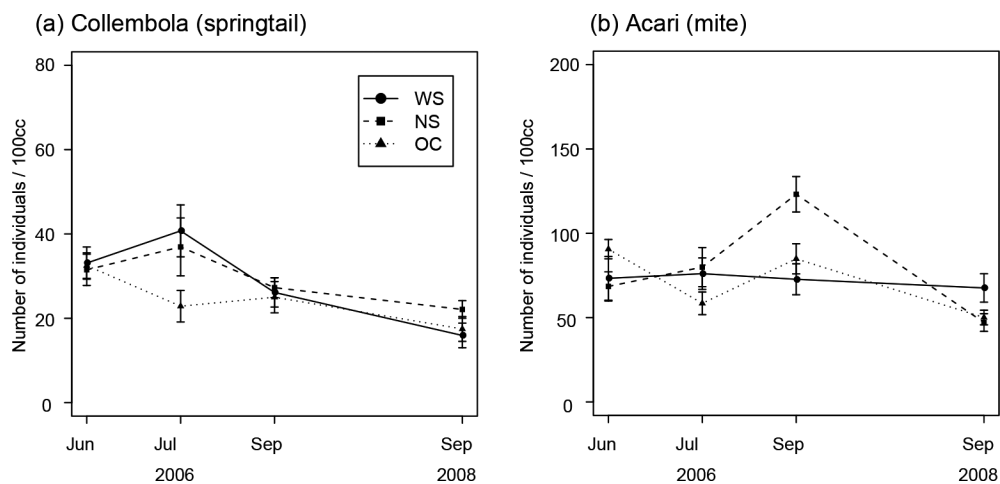 (a) Collembola (springtail)
Number of individuals / 100cc
80
60
40
20
0
WS
NS
OC
Jun
Jul
Sep
Sep
2006
2008
(b) Acari (mite)
Number of individuals / 100cc
200
150
100
50
0
Jun
Jul
Sep
Sep
2006
2008